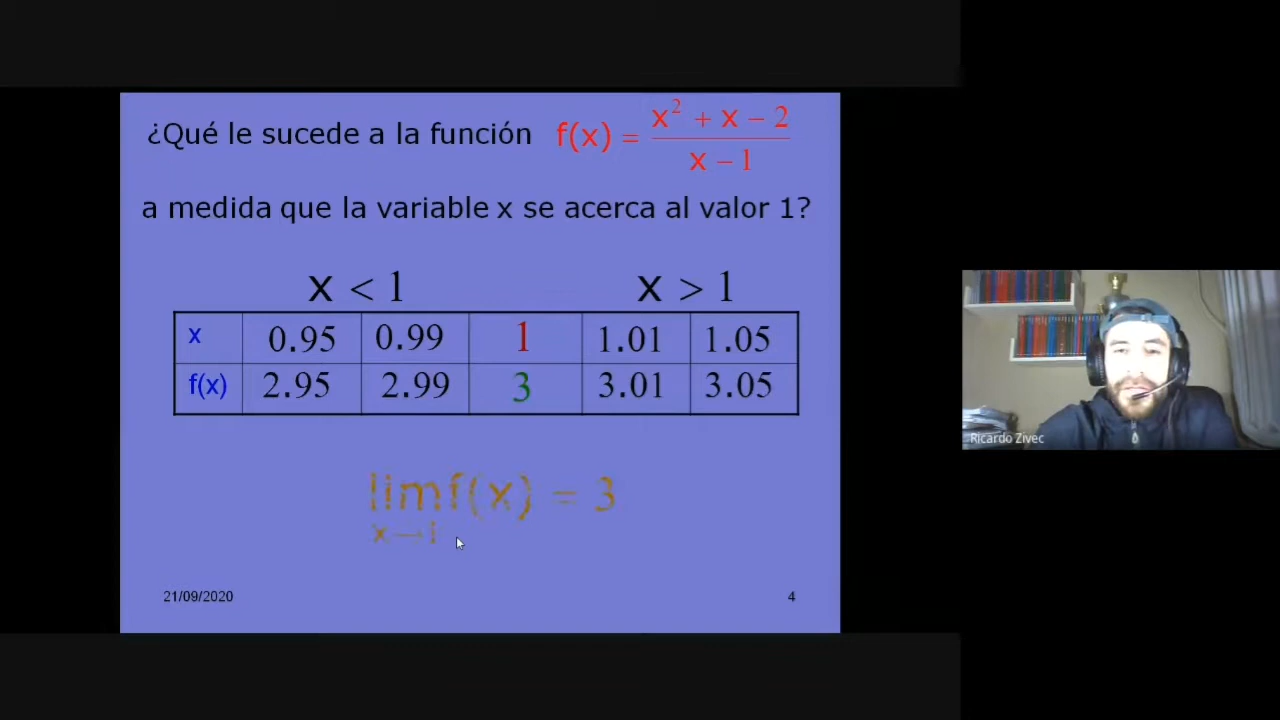 ¿Qué le sucede a la función f(x) = x² + x − 2 / x − 1
a medida que la variable x se acerca al valor 1?
x < 1 x > 1
x 0.95 0.99 1 1.01 1.05
f(x) 2.95 2.99 3 3.01 3.05
lim f(x) = 3
x→1
21/09/2020 4
Ricardo Zivec